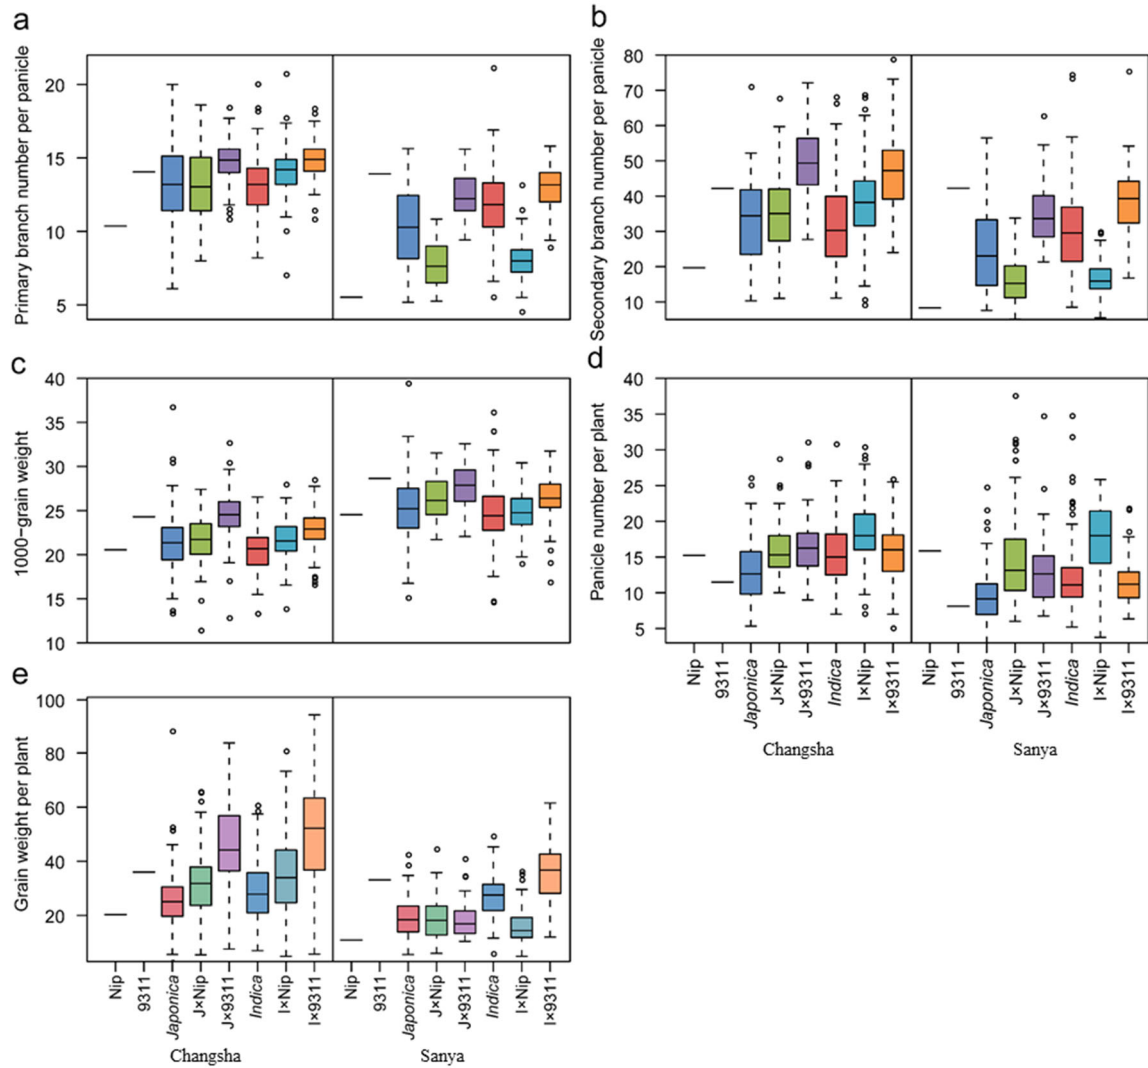 a
Primary branch number per panicle
20
15
10
5
b
Secondary branch number per panicle
80
70
60
50
40
30
20
10
c
1000−grain weight
40
35
30
25
20
15
10
d
Panicle number per plant
40
35
30
25
20
15
10
5
Nip
9311
Japonica
J×Nip
J×9311
Indica
I×Nip
I×9311
Nip
9311
Japonica
J×Nip
J×9311
Indica
I×Nip
I×9311
Changsha
Sanya
e
Grain weight per plant
100
80
60
40
20
Nip
9311
Japonica
J×Nip
J×9311
Indica
I×Nip
I×9311
Nip
9311
Japonica
J×Nip
J×9311
Indica
I×Nip
I×9311
Changsha
Sanya